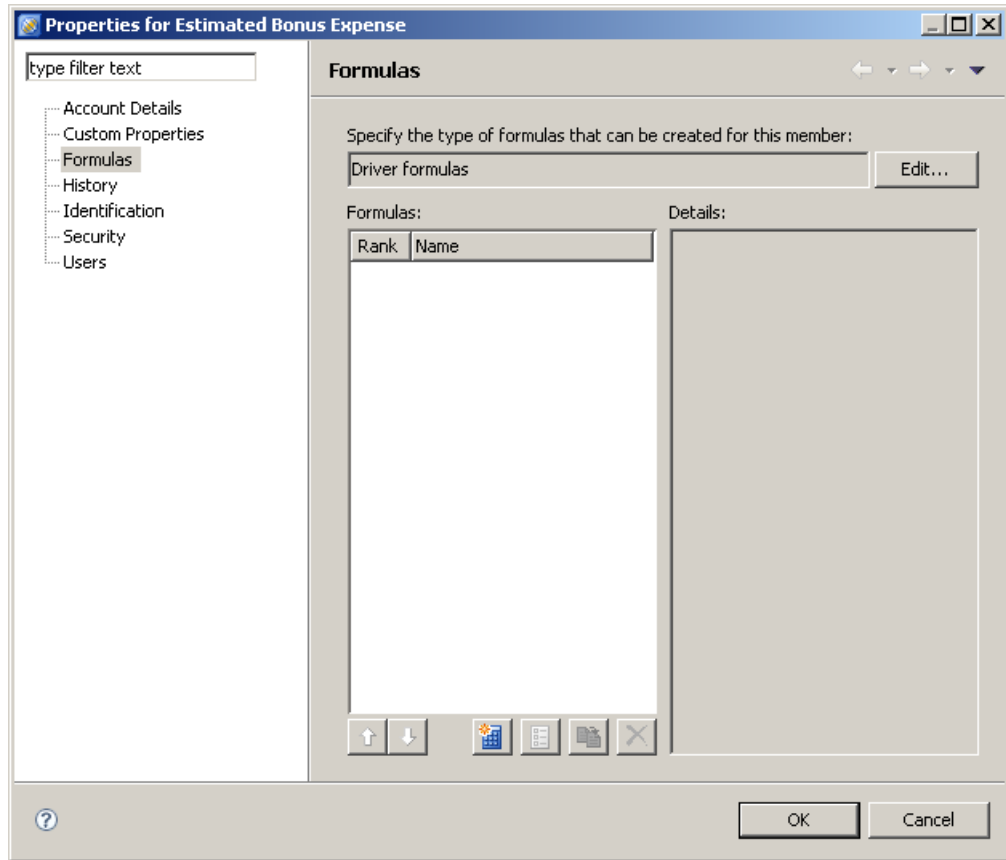 Properties for Estimated Bonus Expense
type filter text
Account Details
Custom Properties
Formulas
History
Identification
Security
Users
Formulas
Specify the type of formulas that can be created for this member:
Driver formulas
Edit...
Formulas:
Details:
Rank Name
?
OK
Cancel